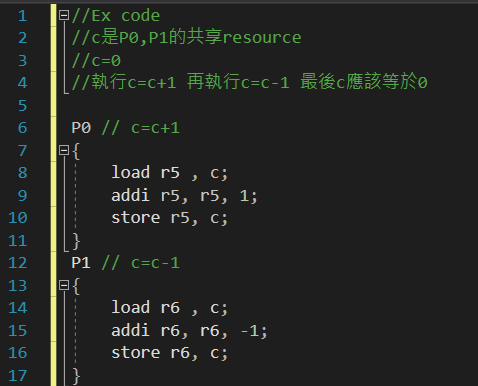 1 //Ex code
2 //c是P0,P1的共享resource
3 //c=0
4 //執行c=c+1 再執行c=c-1 最後c應該等於0
5
6 P0 // c=c+1
7 {
8 load r5 , c;
9 addi r5, r5, 1;
10 store r5, c;
11 }
12 P1 // c=c-1
13 {
14 load r6 , c;
15 addi r6, r6, -1;
16 store r6, c;
17 }